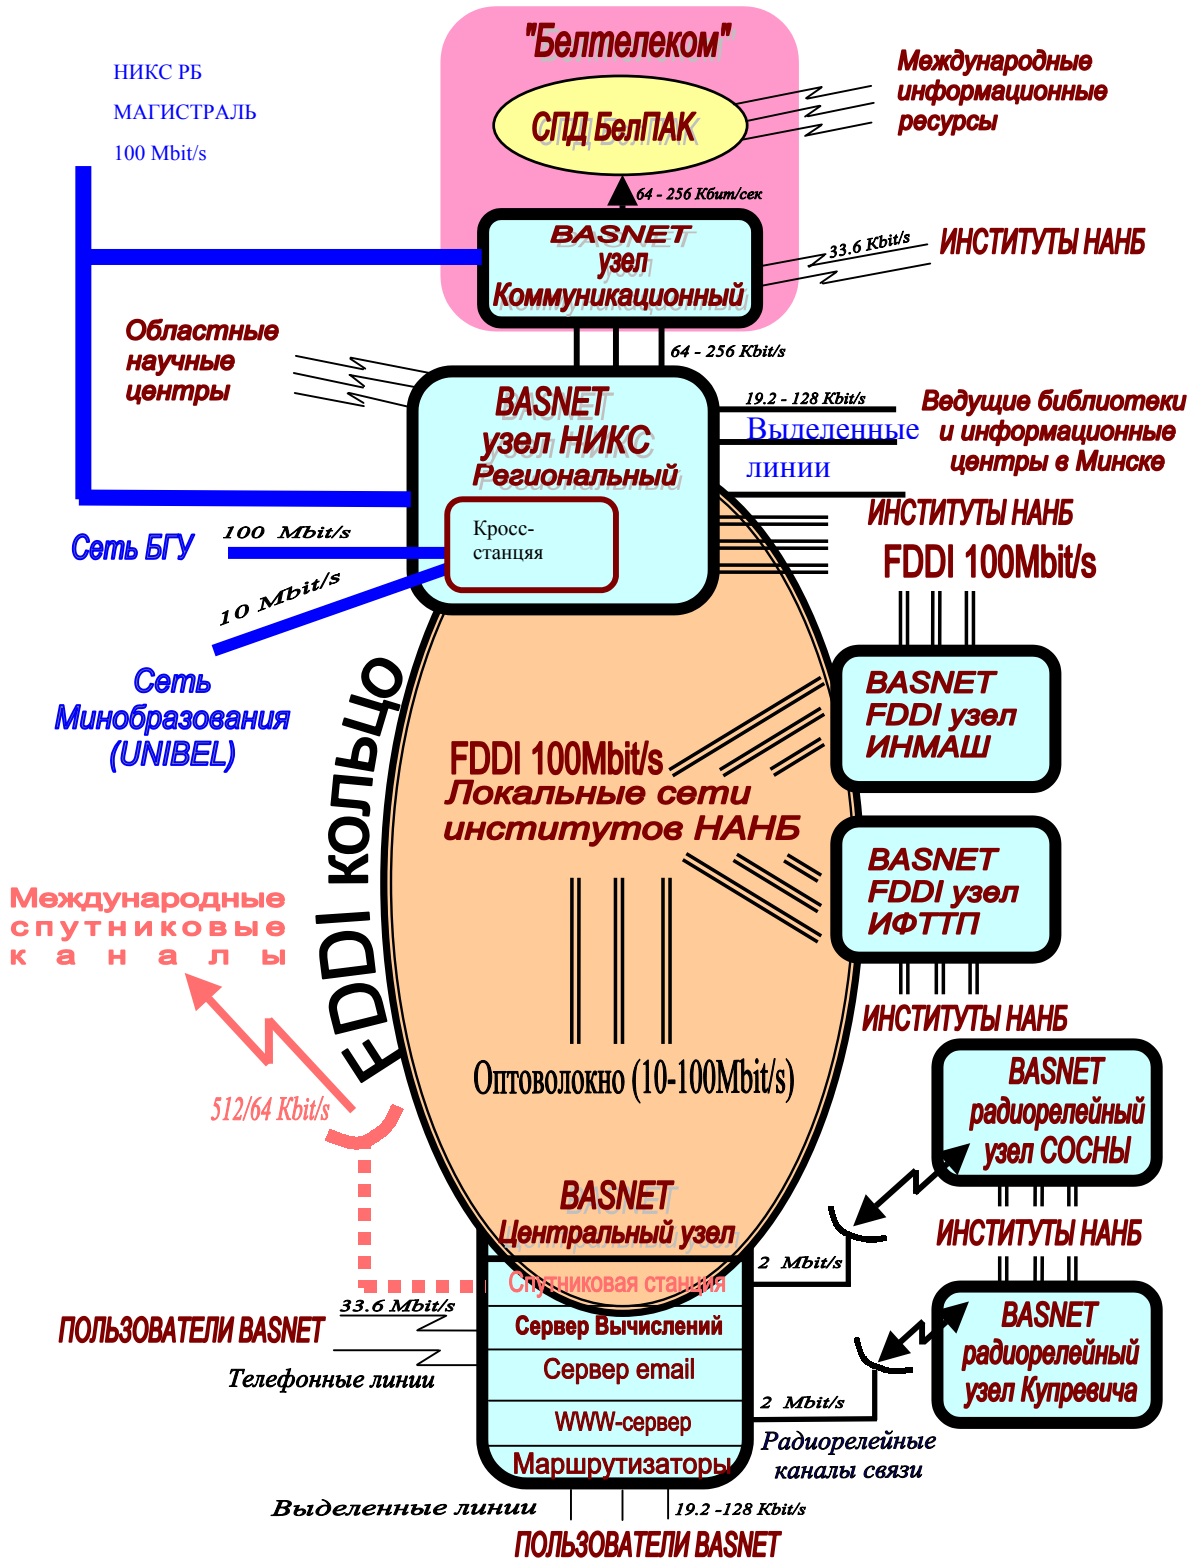 "Белтелеком"
СПД БелПАК
Международные
информационные
ресурсы
НИКС РБ
МАГИСТРАЛЬ
100 Mbit/s
64 - 256 Кбит/сек
BASNET
узел
Коммуникационный
33.6 Kbit/s
ИНСТИТУТЫ НАНБ
64 - 256 Kbit/s
Областные
научные
центры
BASNET
узел НИКС
Региональный
19.2 - 128 Kbit/s
Выделенные
линии
Ведущие библиотеки
и информационные
центры в Минске
ИНСТИТУТЫ НАНБ
FDDI 100Mbit/s
Кросс-
станцяя
Сеть БГУ
100 Mbit/s
10 Mbit/s
Сеть
Минобразования
(UNIBEL)
FDDI кольцо
BASNET
FDDI узел
ИНМАШ
FDDI 100Mbit/s
Локальные сети
институтов НАНБ
BASNET
FDDI узел
ИФТТП
ИНСТИТУТЫ НАНБ
Международные
спутниковые
каналы
512/64 Kbit/s
Оптоволокно (10-100Mbit/s)
BASNET
радиорелейный
узел СОСНЫ
ИНСТИТУТЫ НАНБ
BASNET
радиорелейный
узел Купревича
BASNET
Центральный узел
Спутниковая станция
Сервер Вычислений
Сервер email
WWW-сервер
Маршрутизаторы
2 Mbit/s
2 Mbit/s
Радиорелейные
каналы связи
33.6 Mbit/s
ПОЛЬЗОВАТЕЛИ BASNET
Телефонные линии
Выделенные линии
19.2 -128 Kbit/s
ПОЛЬЗОВАТЕЛИ BASNET